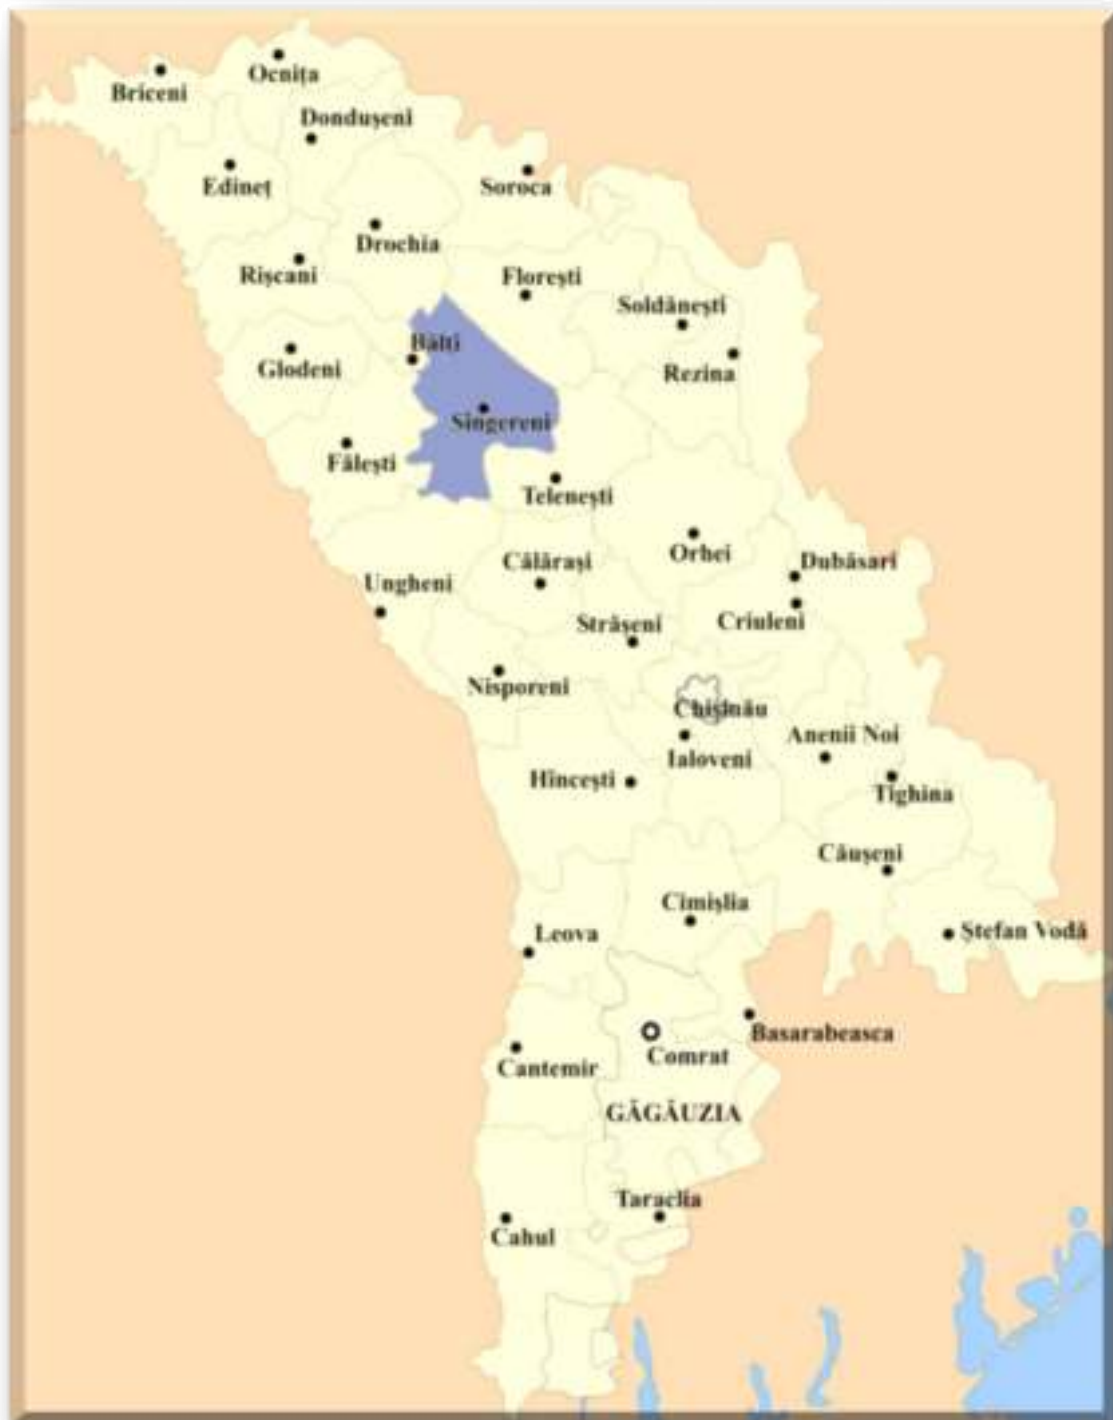 Ocnița
Briceni
Dondușeni
Edineț
Soroca
Drochia
Rîșcani
Florești
Soldănești
Bălți
Glodeni
Rezina
Sîngereni
Fălești
Telenești
Orhei
Călărași
Dubăsari
Ungheni
Criuleni
Strășeni
Nisporeni
Chișinău
Anenii Noi
Ialoveni
Hîncești
Tighina
Căușeni
Cimișlia
Leova
Ștefan Vodă
Basarabeasca
Comrat
Cantemir
GĂGĂUZIA
Taraclia
Cahul